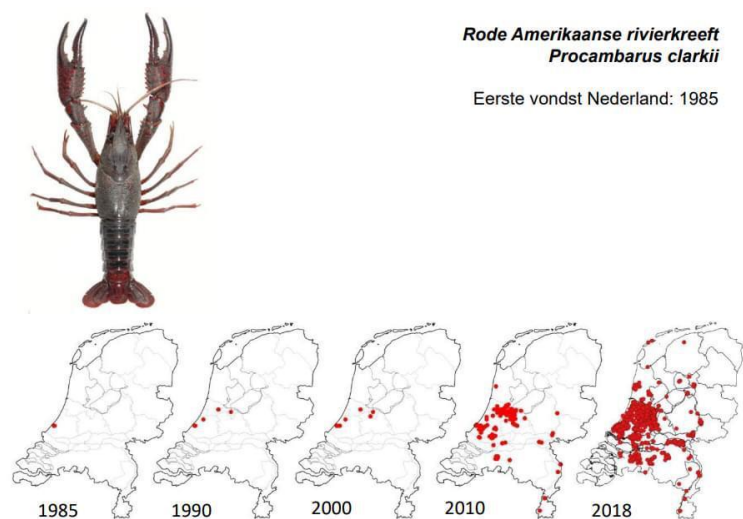 Rode Amerikaanse rivierkreeft
Procambarus clarkii
Eerste vondst Nederland: 1985
1985
1990
2000
2010
2018